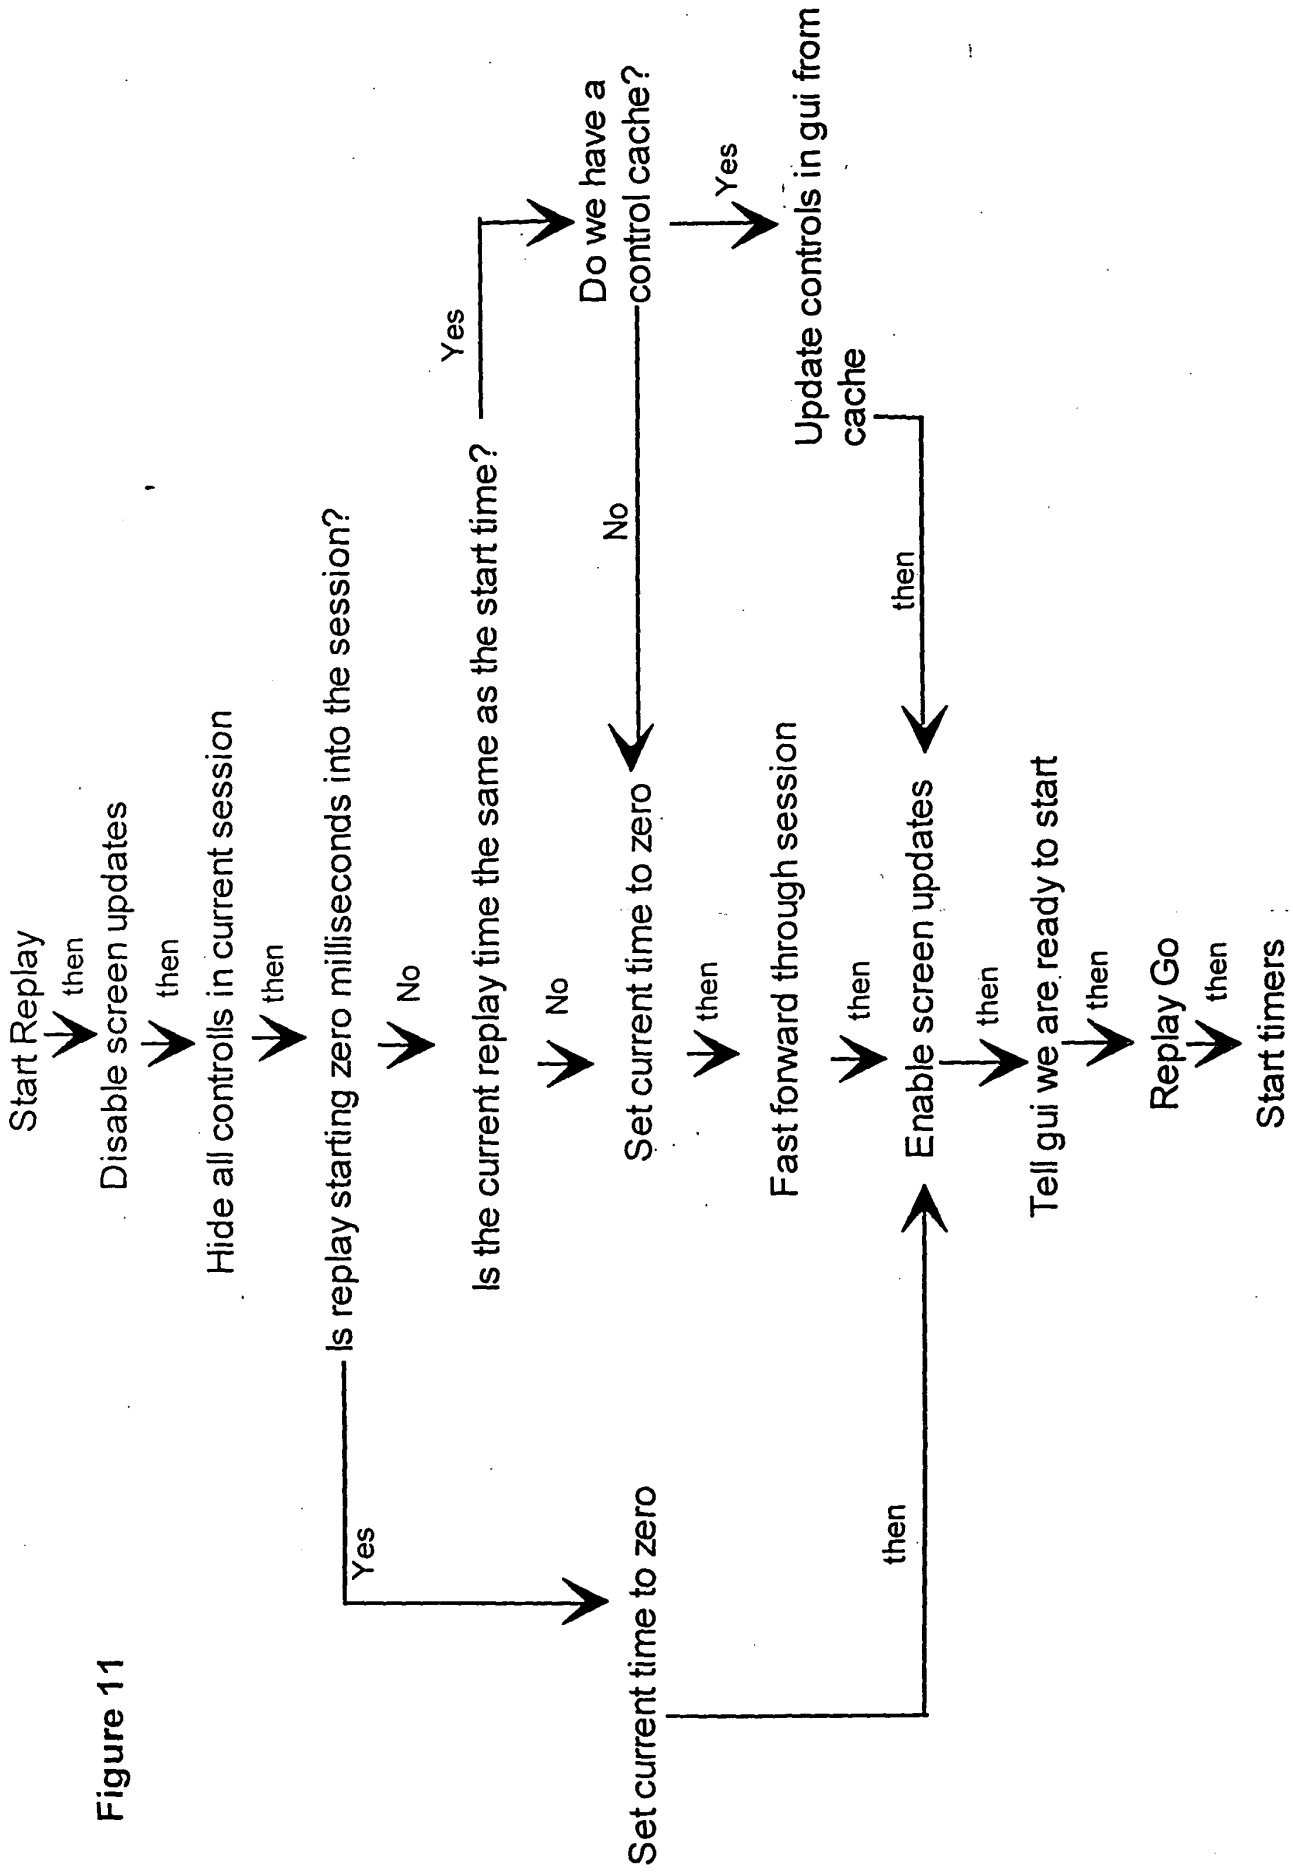 Figure 11
Start Replay
then
Disable screen updates
then
Hide all controlls in current session
then
Is replay starting zero milliseconds into the session?
Yes
No
Is the current replay time the same as the start time?
Yes
No
Do we have a
control cache?
No
Yes
Set current time to zero
Set current time to zero
then
Fast forward through session
Update controls in gui from
cache
then
then
then
Enable screen updates
then
Tell gui we are ready to start
then
Replay Go
then
Start timers